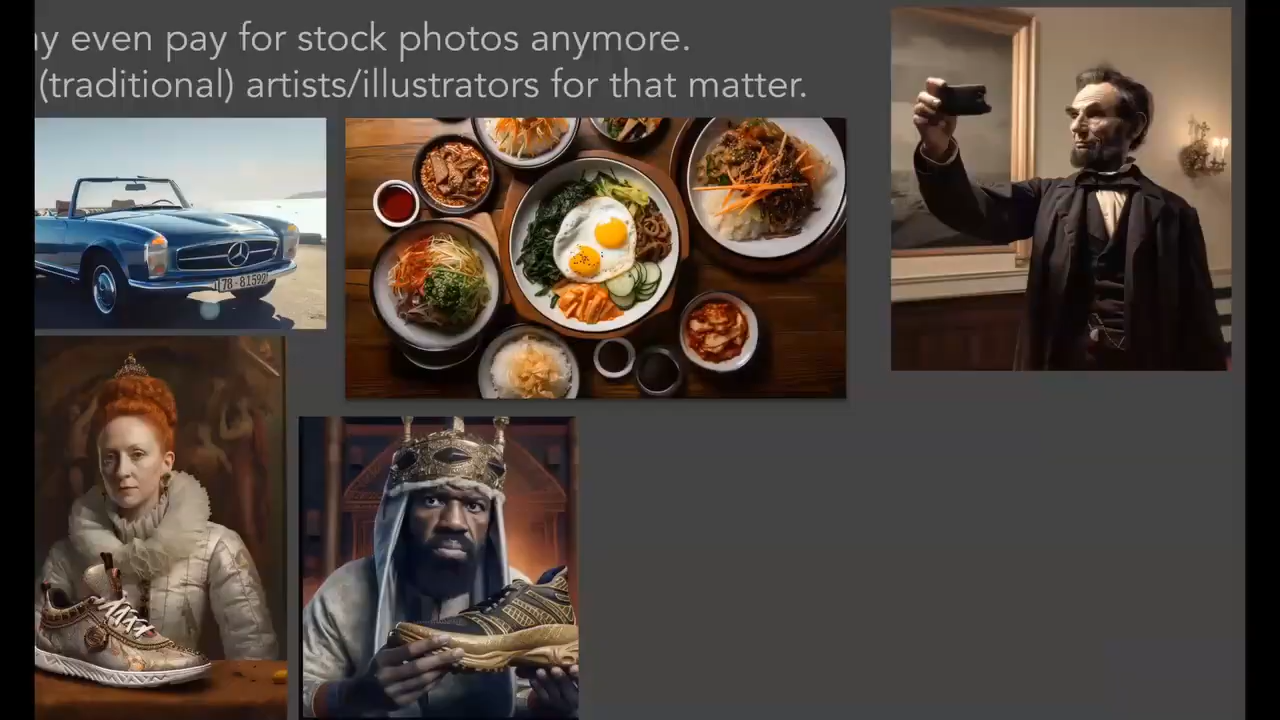 even pay for stock photos anymore.
(traditional) artists/illustrators for that matter.